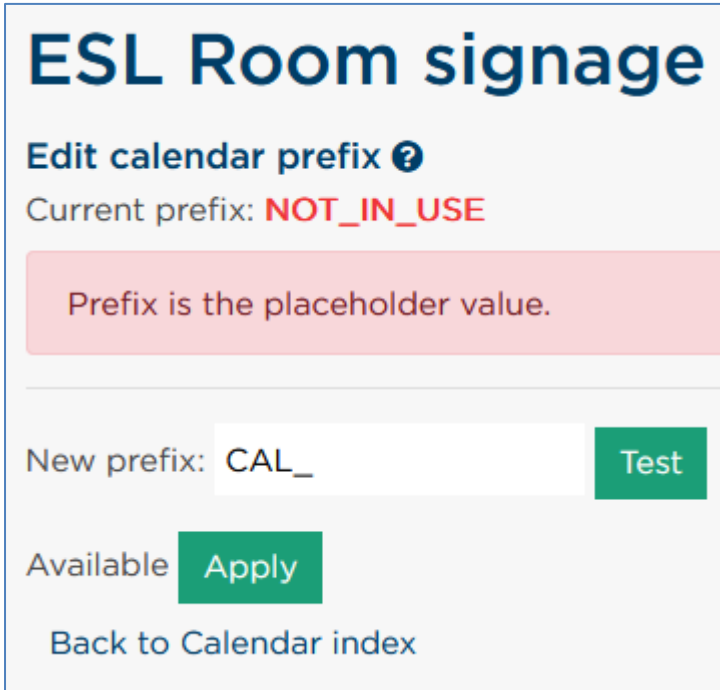 ESL Room signage
Edit calendar prefix ?
Current prefix: NOT_IN_USE
Prefix is the placeholder value.
New prefix: CAL_ Test
Available Apply
Back to Calendar index